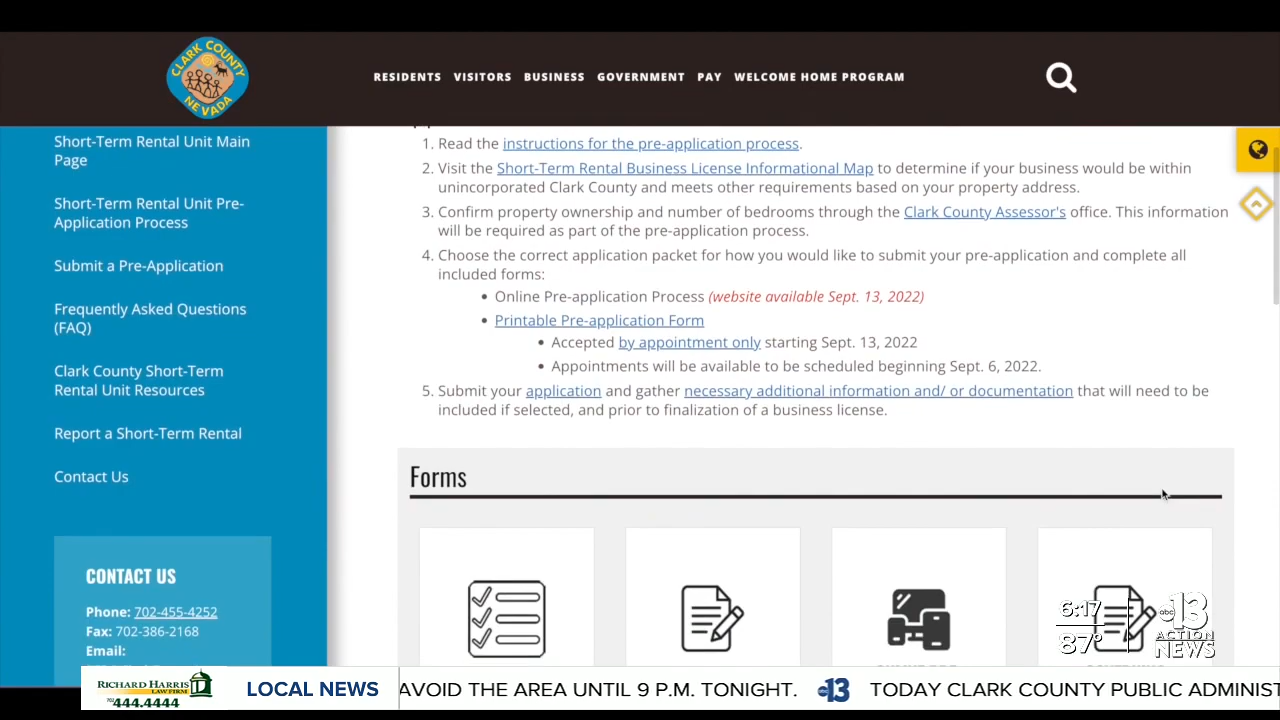 CLARK COUNTY
NEVADA
RESIDENTS VISITORS BUSINESS GOVERNMENT PAY WELCOME HOME PROGRAM
Short-Term Rental Unit Main
Page
Short-Term Rental Unit Pre-
Application Process
Submit a Pre-Application
Frequently Asked Questions
(FAQ)
Clark County Short-Term
Rental Unit Resources
Report a Short-Term Rental
Contact Us
CONTACT US
Phone: 702-455-4252
Fax: 702-386-2168
Email:
1. Read the instructions for the pre-application process.
2. Visit the Short-Term Rental Business License Informational Map to determine if your business would be within
unincorporated Clark County and meets other requirements based on your property address.
3. Confirm property ownership and number of bedrooms through the Clark County Assessor's office. This information
will be required as part of the pre-application process.
4. Choose the correct application packet for how you would like to submit your pre-application and complete all
included forms:
• Online Pre-application Process (website available Sept. 13, 2022)
• Printable Pre-application Form
• Accepted by appointment only starting Sept. 13, 2022
• Appointments will be available to be scheduled beginning Sept. 6, 2022.
5. Submit your application and gather necessary additional information and/ or documentation that will need to be
included if selected, and prior to finalization of a business license.
Forms
6:17
87°
abc 13
ACTION
NEWS
RICHARD HARRIS
LAW FIRM
702 444.4444
LOCAL NEWS
AVOID THE AREA UNTIL 9 P.M. TONIGHT. abc 13 TODAY CLARK COUNTY PUBLIC ADMINIST